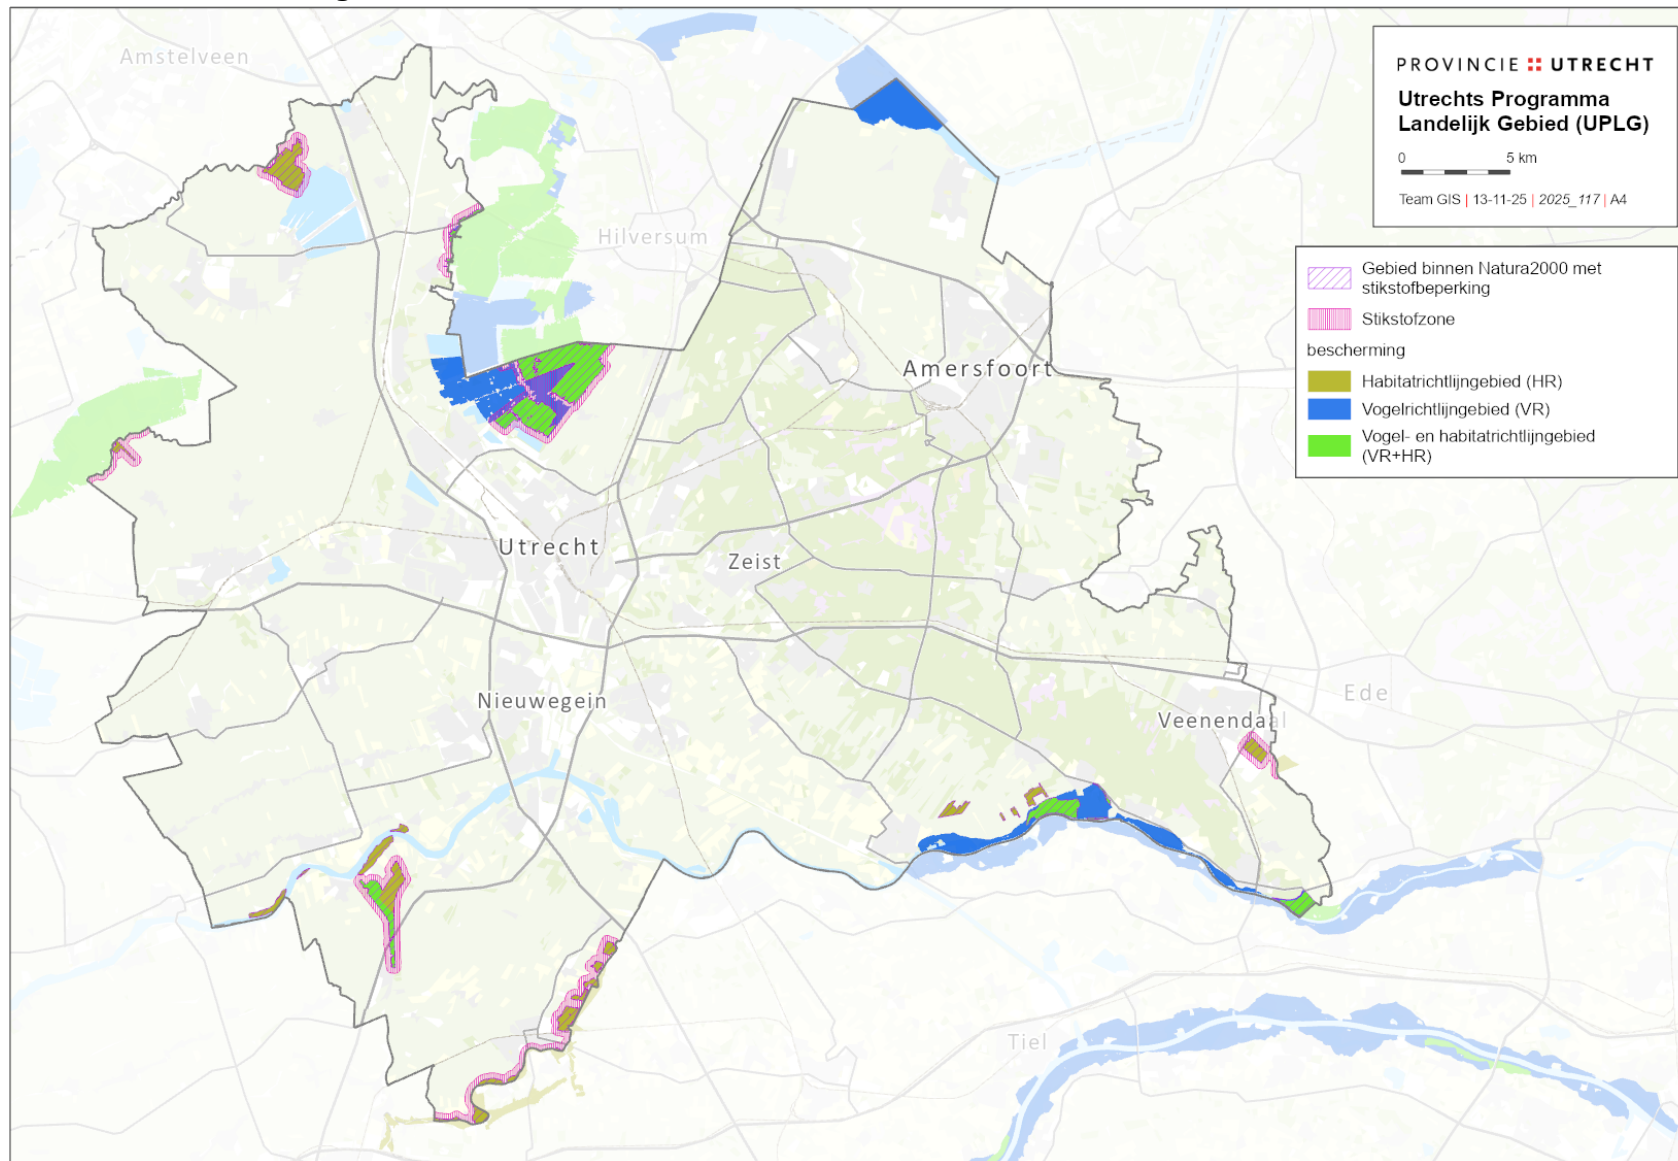 Amstelveen
PROVINCIE UTRECHT
Utrechts Programma
Landelijk Gebied (UPLG)
0 5 km
Team GIS | 13-11-25 | 2025_117 | A4
Hilversum
Gebied binnen Natura2000 met
stikstofbeperking
Stikstofzone
bescherming
Habitatrichtlijngebied (HR)
Vogelrichtlijngebied (VR)
Vogel- en habitatrichtlijngebied
(VR+HR)
Amersfoort
Utrecht
Zeist
Nieuwegein
Ede
Veenendaal
Tiel